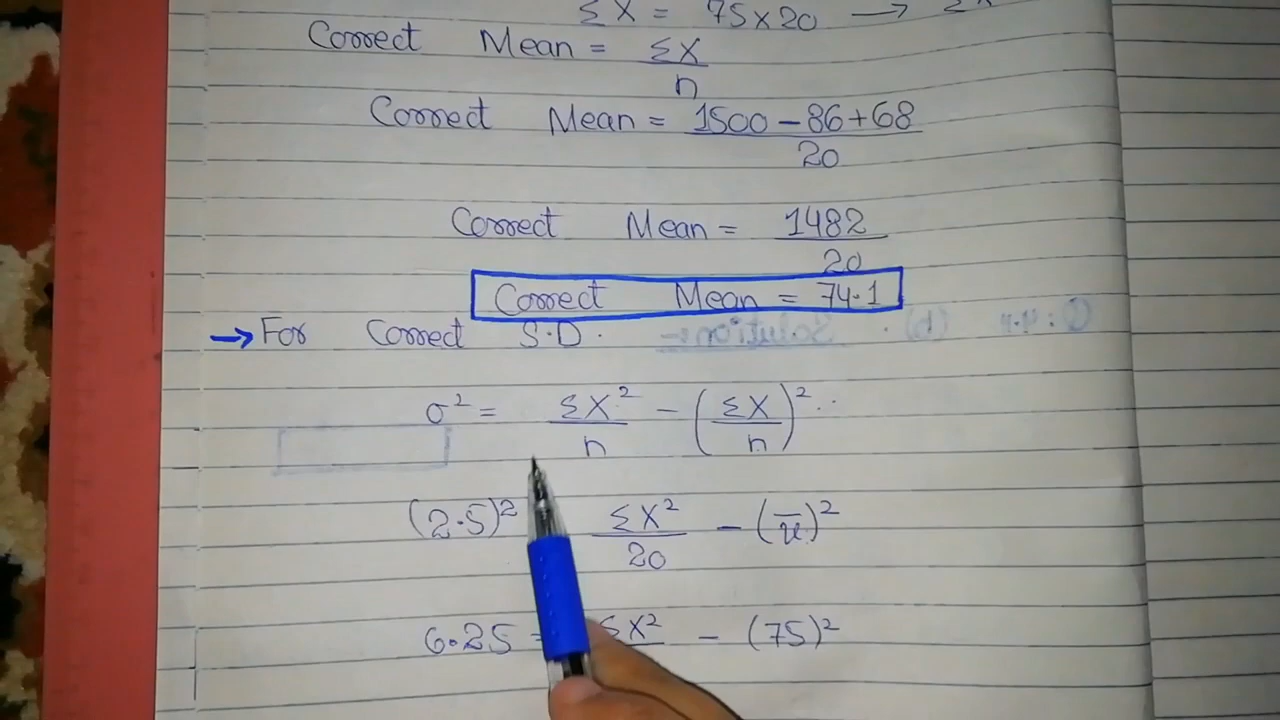 ΣX = 75×20 → ΣX
Correct Mean = ΣX/n
Correct Mean = 1500 – 86 + 68 / 20
Correct Mean = 1482/20
Correct Mean = 74.1
→ For Correct S.D.
σ² = ΣX²/n – (ΣX/n)²
(2.5)² ΣX²/20 – (x̄)²
6.25 = ΣX² – (75)²